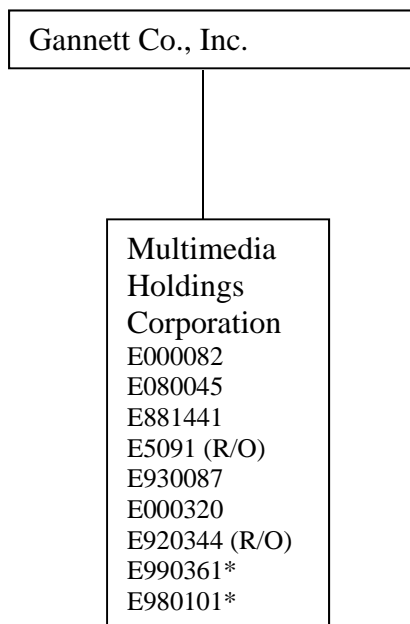 Gannett Co., Inc.
Multimedia
Holdings
Corporation
E000082
E080045
E881441
E5091 (R/O)
E930087
E000320
E920344 (R/O)
E990361*
E980101*